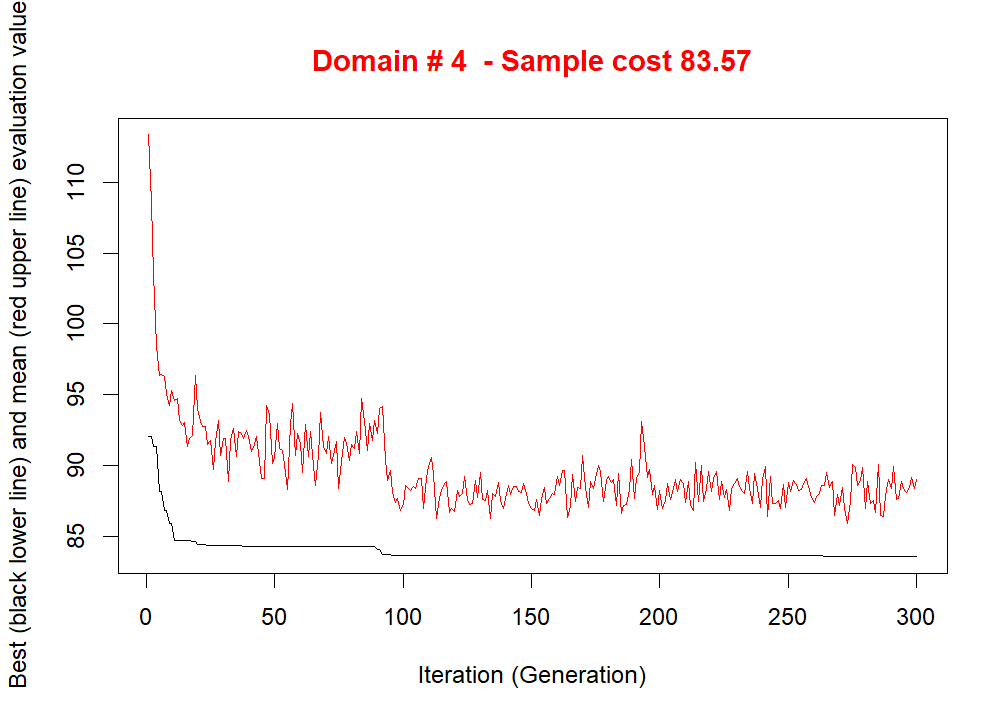 Domain # 4  - Sample cost 83.57
Best (black lower line) and mean (red upper line) evaluation value
110
105
100
95
90
85
0 50 100 150 200 250 300
Iteration (Generation)